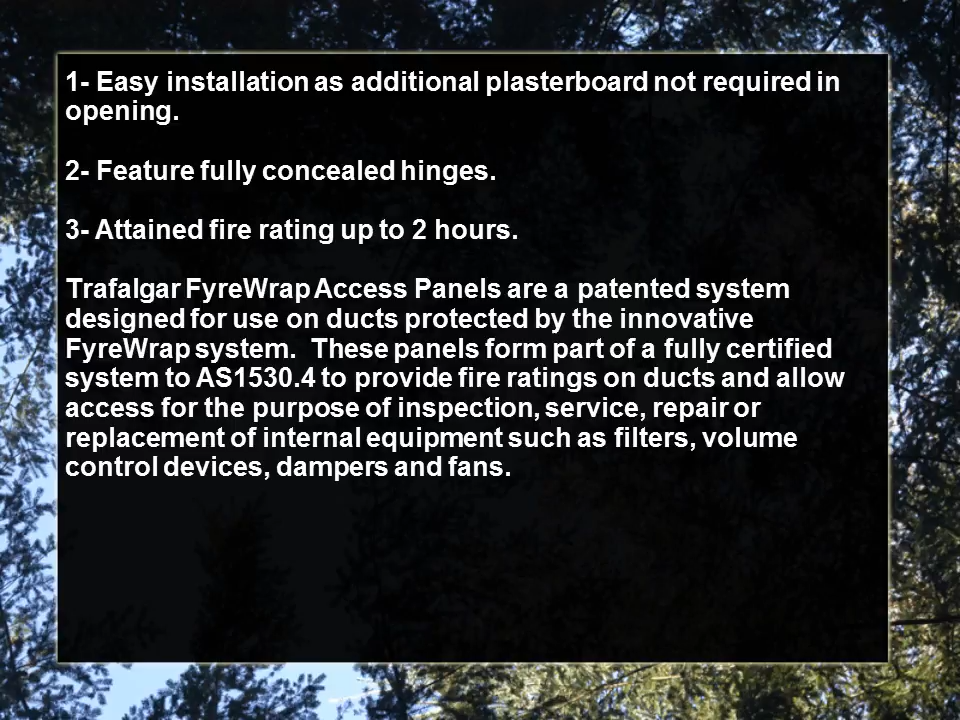 1- Easy installation as additional plasterboard not required in
opening.
2- Feature fully concealed hinges.
3- Attained fire rating up to 2 hours.
Trafalgar FyreWrap Access Panels are a patented system
designed for use on ducts protected by the innovative
FyreWrap system.  These panels form part of a fully certified
system to AS1530.4 to provide fire ratings on ducts and allow
access for the purpose of inspection, service, repair or
replacement of internal equipment such as filters, volume
control devices, dampers and fans.